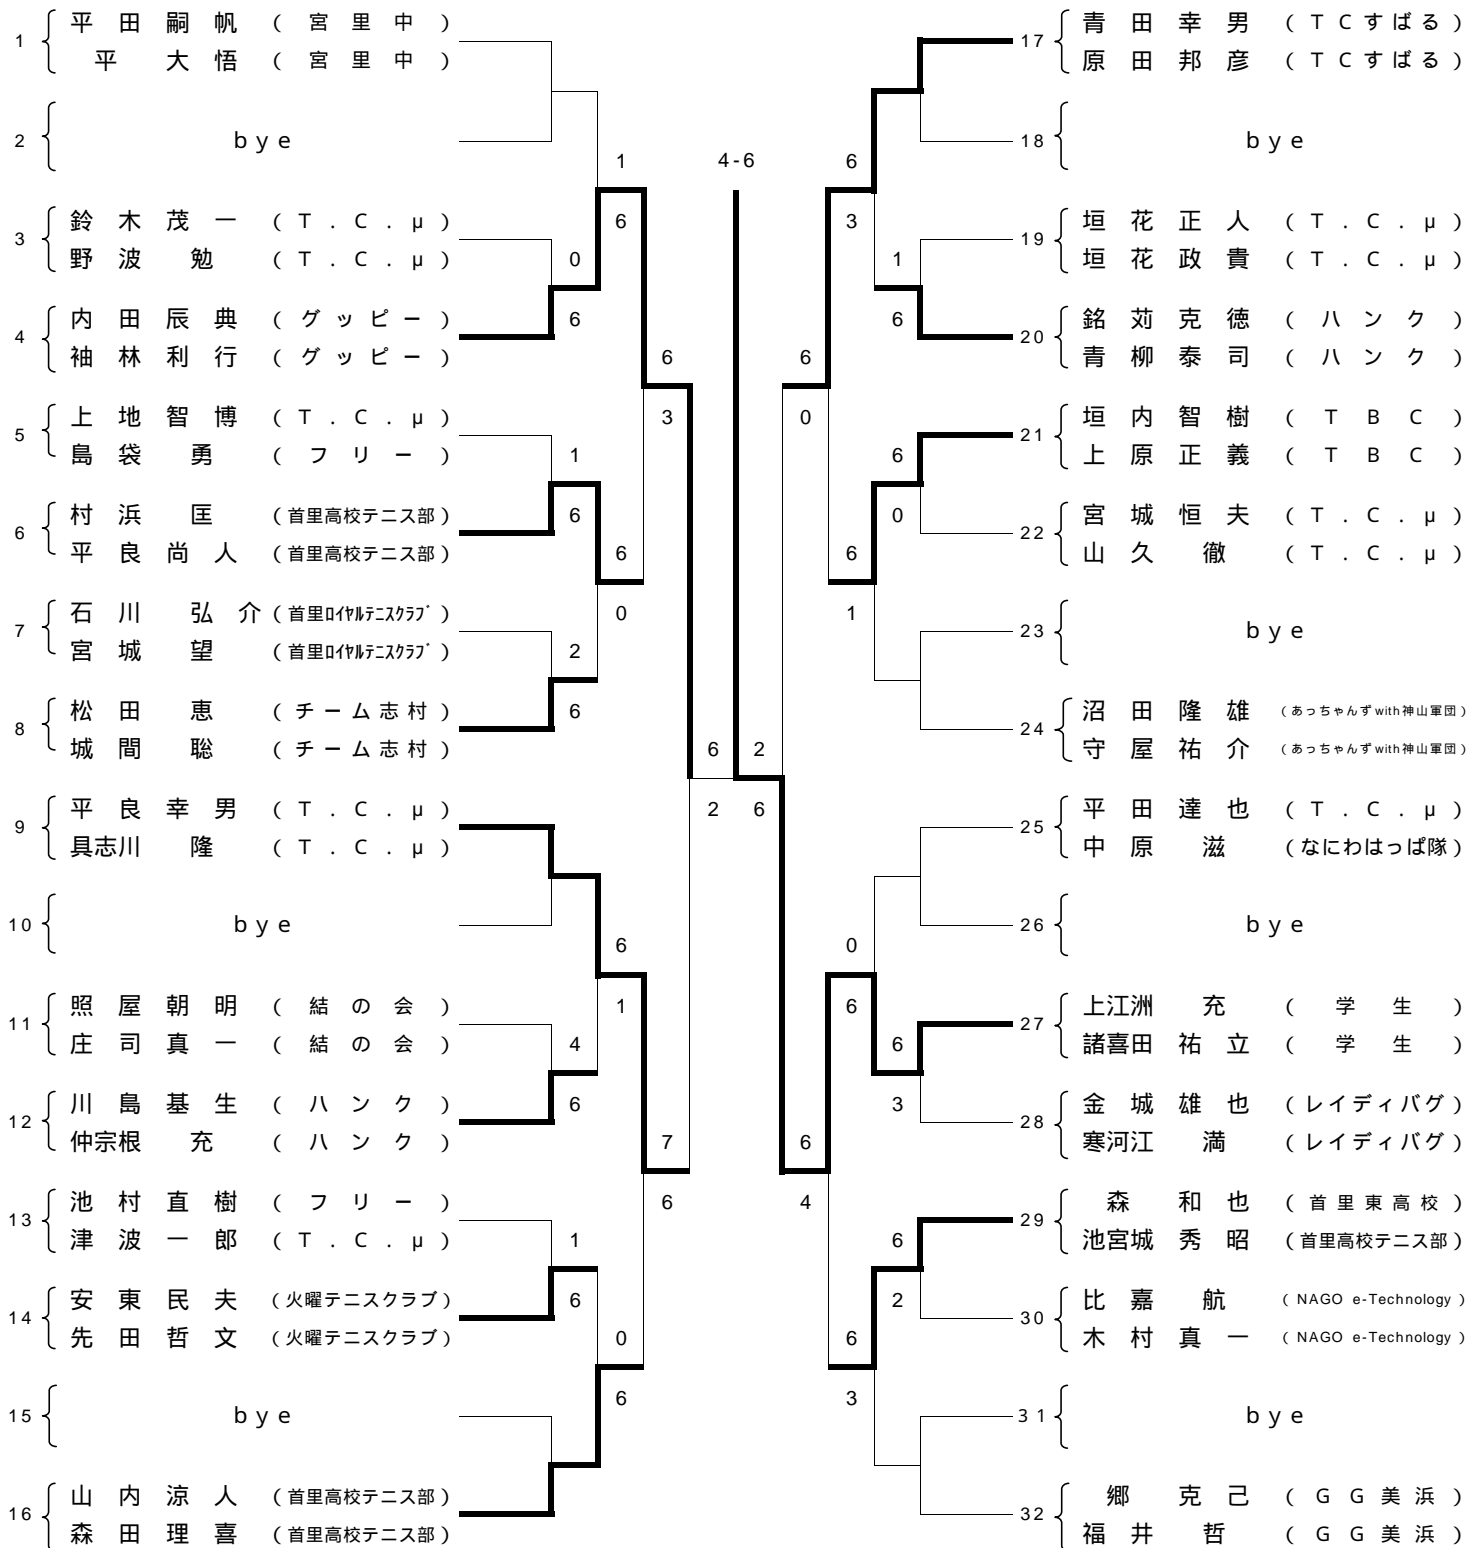 1 平田嗣帆 (宮里中)
平 大悟 (宮里中)
2 bye
3 鈴木茂一 (T.C.μ)
野波 勉 (T.C.μ)
4 内田辰典 (グッピー)
袖林利行 (グッピー)
5 上地智博 (T.C.μ)
島袋 勇 (フリー)
6 村浜 匡 (首里高校テニス部)
平良尚人 (首里高校テニス部)
7 石川 弘介 (首里ロイヤルテニスクラブ)
宮城 望 (首里ロイヤルテニスクラブ)
8 松田 恵 (チーム志村)
城間 聡 (チーム志村)
9 平良幸男 (T.C.μ)
具志川 隆 (T.C.μ)
10 bye
11 照屋朝明 (結の会)
庄司真一 (結の会)
12 川島基生 (ハンク)
仲宗根 充 (ハンク)
13 池村直樹 (フリー)
津波一郎 (T.C.μ)
14 安東民夫 (火曜テニスクラブ)
先田哲文 (火曜テニスクラブ)
15 bye
16 山内涼人 (首里高校テニス部)
森田理喜 (首里高校テニス部)
0
6
1
6
2
6
4
6
1
6
1
6
6
0
6
1
0
6
6
3
7
6
6
2
4-6
2
6
6
0
6
4
6
3
6
1
0
6
6
3
1
6
6
0
6
3
6
2
17 青田幸男 (TCすばる)
原田邦彦 (TCすばる)
18 bye
19 垣花正人 (T.C.μ)
垣花政貴 (T.C.μ)
20 銘苅克徳 (ハンク)
青柳泰司 (ハンク)
21 垣内智樹 (TBC)
上原正義 (TBC)
22 宮城恒夫 (T.C.μ)
山久 徹 (T.C.μ)
23 bye
24 沼田隆雄 (あっちゃんずwith神山軍団)
守屋祐介 (あっちゃんずwith神山軍団)
25 平田達也 (T.C.μ)
中原 滋 (なにわはっぱ隊)
26 bye
27 上江洲 充 (学生)
諸喜田 祐立 (学生)
28 金城雄也 (レイディバグ)
寒河江 満 (レイディバグ)
29 森 和也 (首里東高校)
池宮城 秀昭 (首里高校テニス部)
30 比嘉 航 (NAGO e-Technology)
木村真一 (NAGO e-Technology)
31 bye
32 郷 克己 (GG美浜)
福井 哲 (GG美浜)